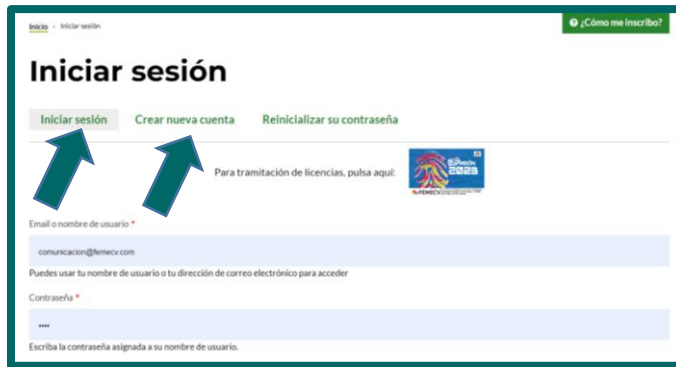 Inicio › Iniciar sesión
¿Cómo me inscribo?
Iniciar sesión
Iniciar sesión Crear nueva cuenta Reinicializar su contraseña
Para tramitación de licencias, pulsa aquí:
2023
FEMECV
Email o nombre de usuario *
comunicacion@femecv.com
Puedes usar tu nombre de usuario o tu dirección de correo electrónico para acceder
Contraseña *
••••
Escriba la contraseña asignada a su nombre de usuario.